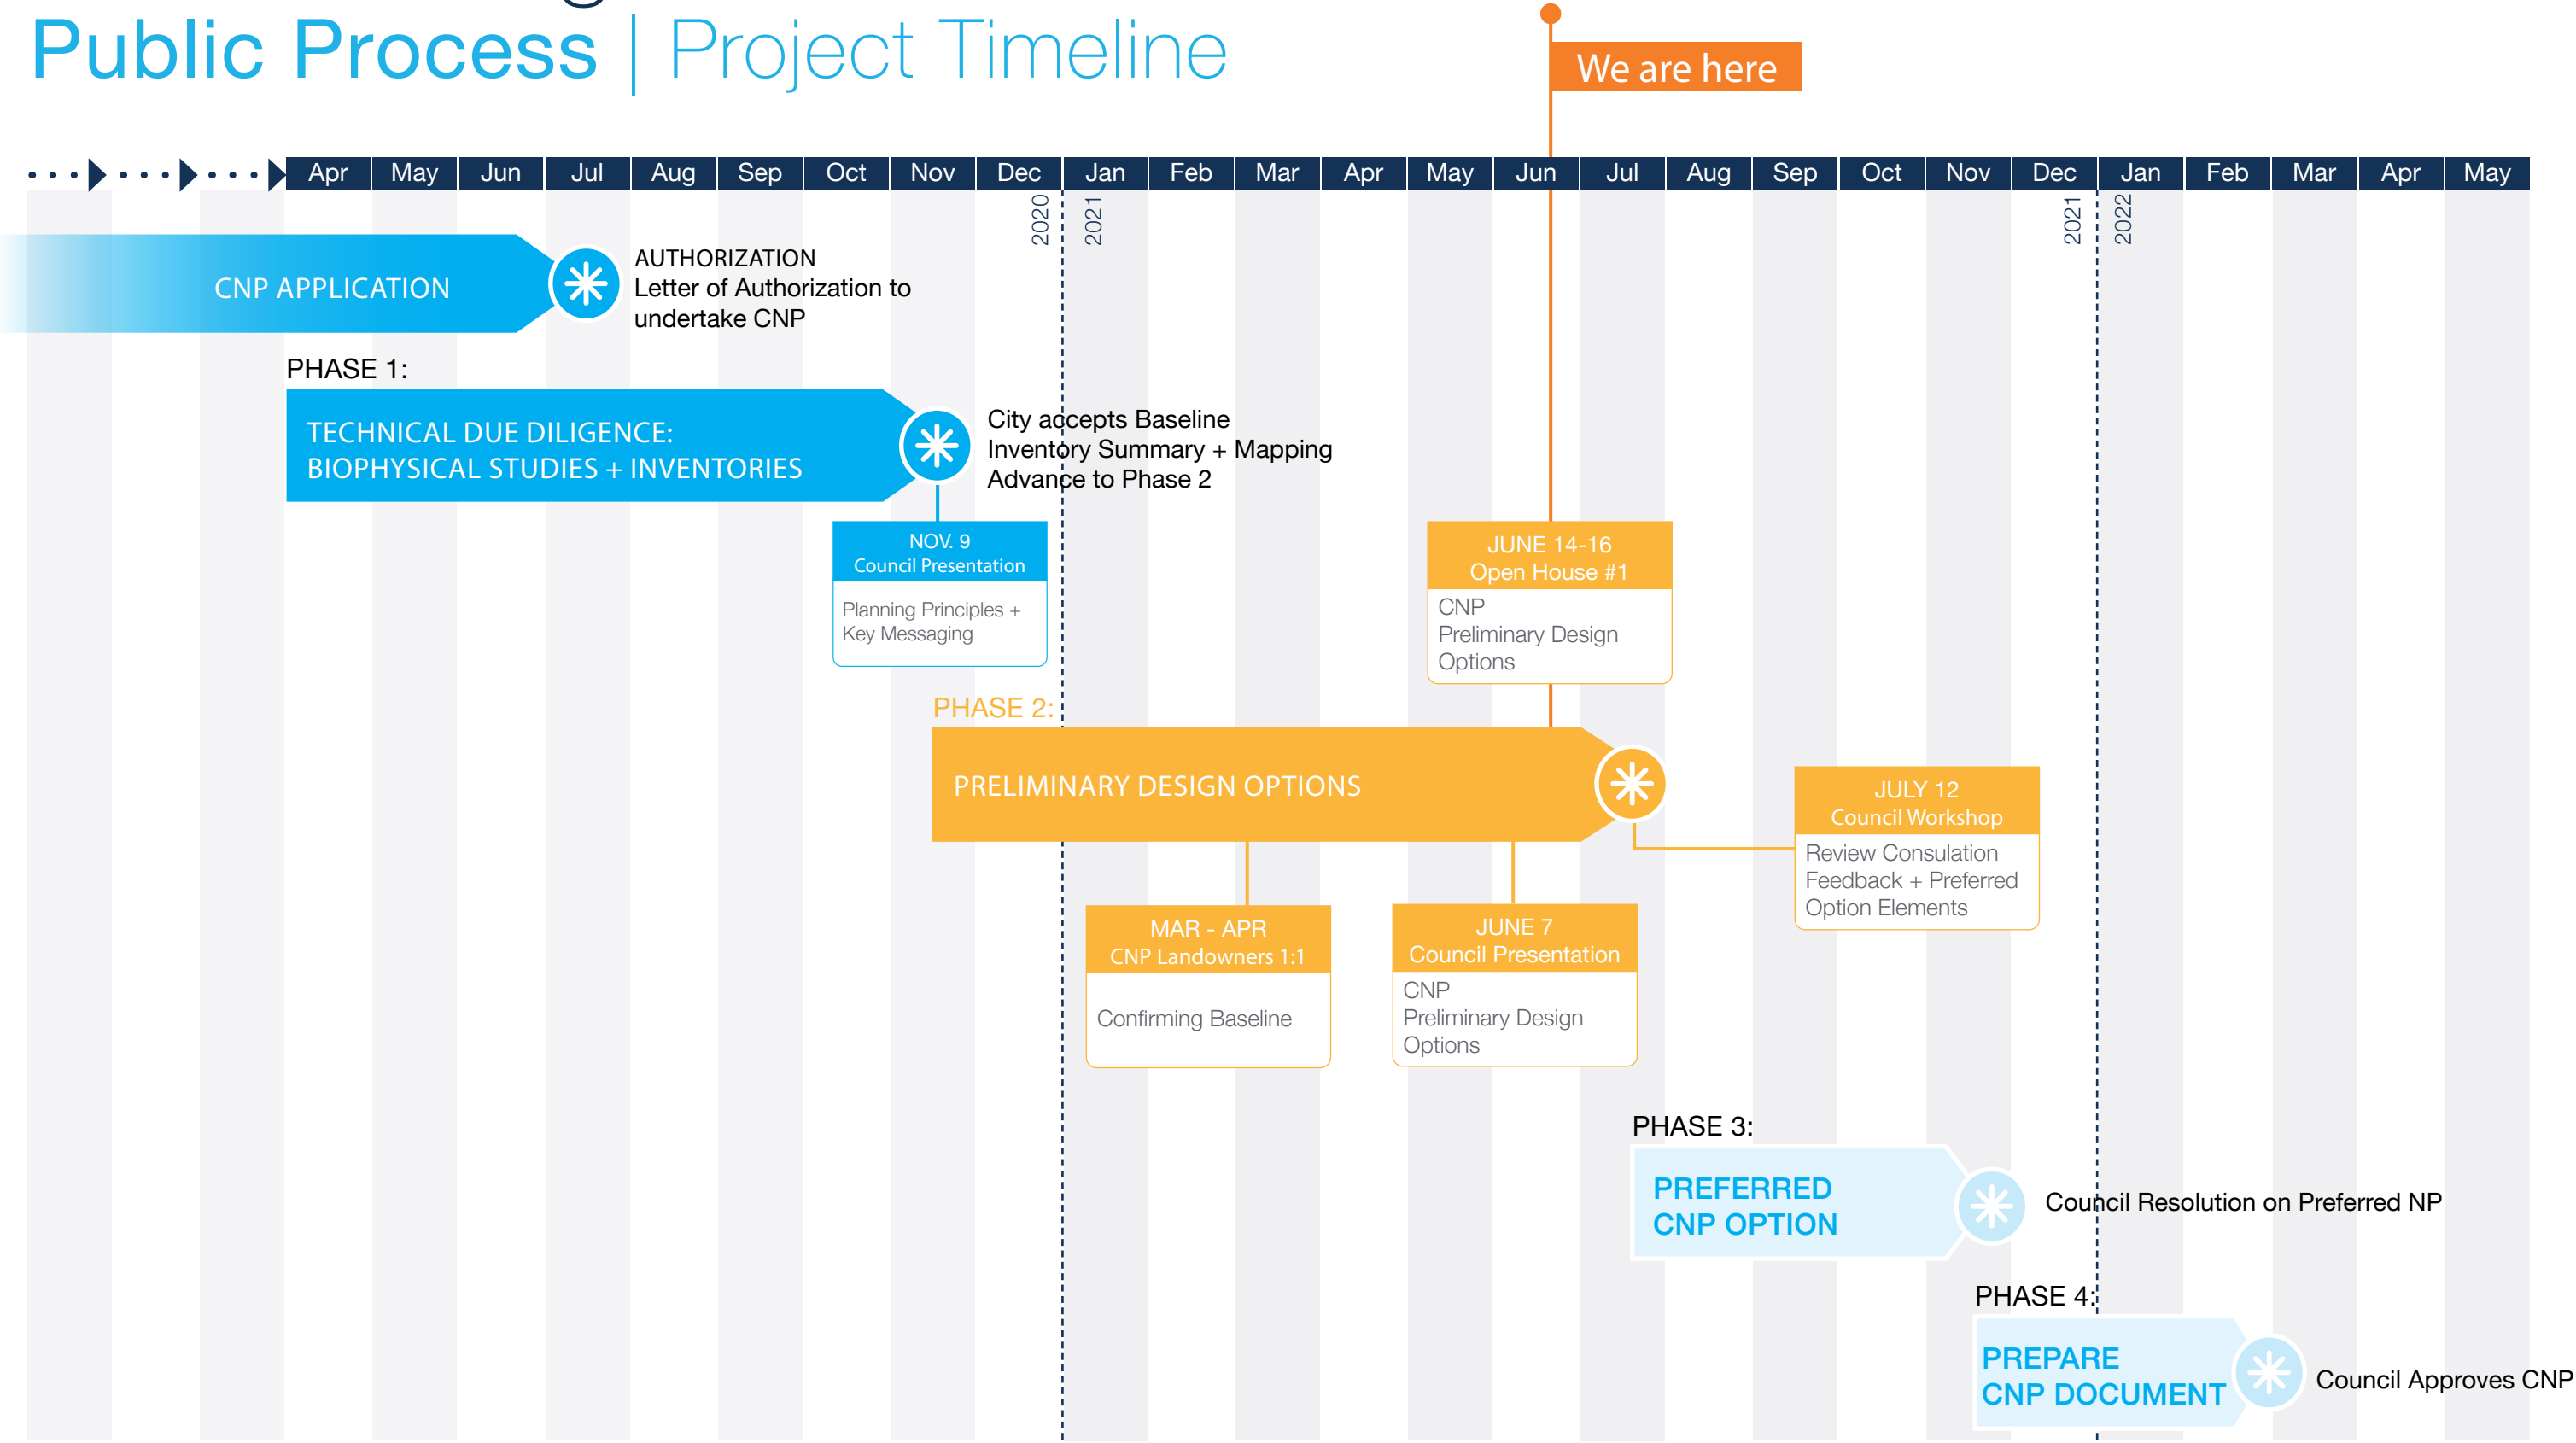 Public Process | Project Timeline
We are here
Apr May Jun Jul Aug Sep Oct Nov Dec Jan Feb Mar Apr May Jun Jul Aug Sep Oct Nov Dec Jan Feb Mar Apr May
2020 2021 2021 2022
CNP APPLICATION
AUTHORIZATION
Letter of Authorization to
undertake CNP
PHASE 1:
TECHNICAL DUE DILIGENCE:
BIOPHYSICAL STUDIES + INVENTORIES
City accepts Baseline
Inventory Summary + Mapping
Advance to Phase 2
NOV. 9
Council Presentation
Planning Principles +
Key Messaging
JUNE 14-16
Open House #1
CNP
Preliminary Design
Options
PHASE 2:
PRELIMINARY DESIGN OPTIONS
JULY 12
Council Workshop
Review Consulation
Feedback + Preferred
Option Elements
MAR - APR
CNP Landowners 1:1
Confirming Baseline
JUNE 7
Council Presentation
CNP
Preliminary Design
Options
PHASE 3:
PREFERRED
CNP OPTION
Council Resolution on Preferred NP
PHASE 4:
PREPARE
CNP DOCUMENT
Council Approves CNP